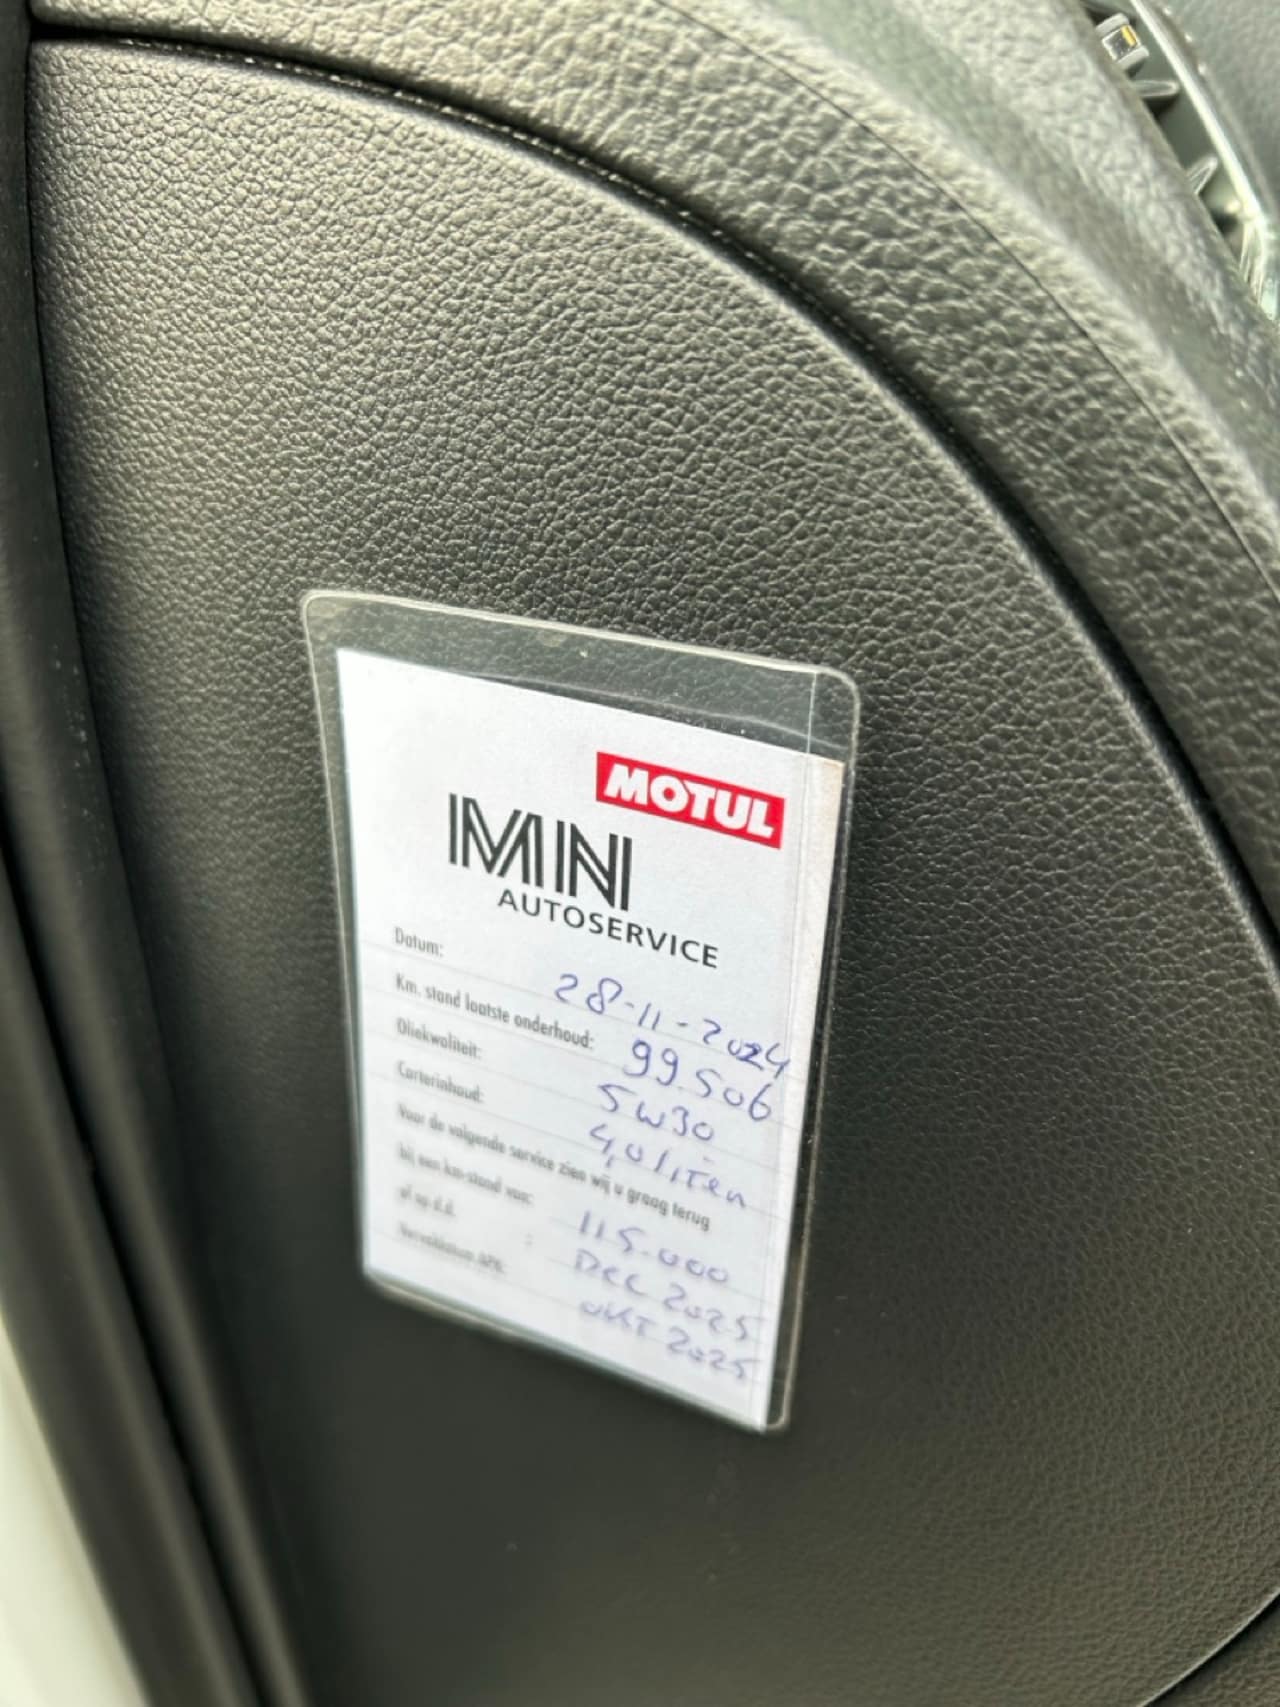 MOTUL
MN
AUTOSERVICE
Datum: 28-11-2024
Km. stand laatste onderhoud: 99.506
Oliekwaliteit: 5W30
Carterinhoud: 4,0 liter
Voor de volgende service zien wij u graag terug
bij een km-stand van: 115.000
of op d.d. : Dec 2025
Vervaldatum APK: okt 2025